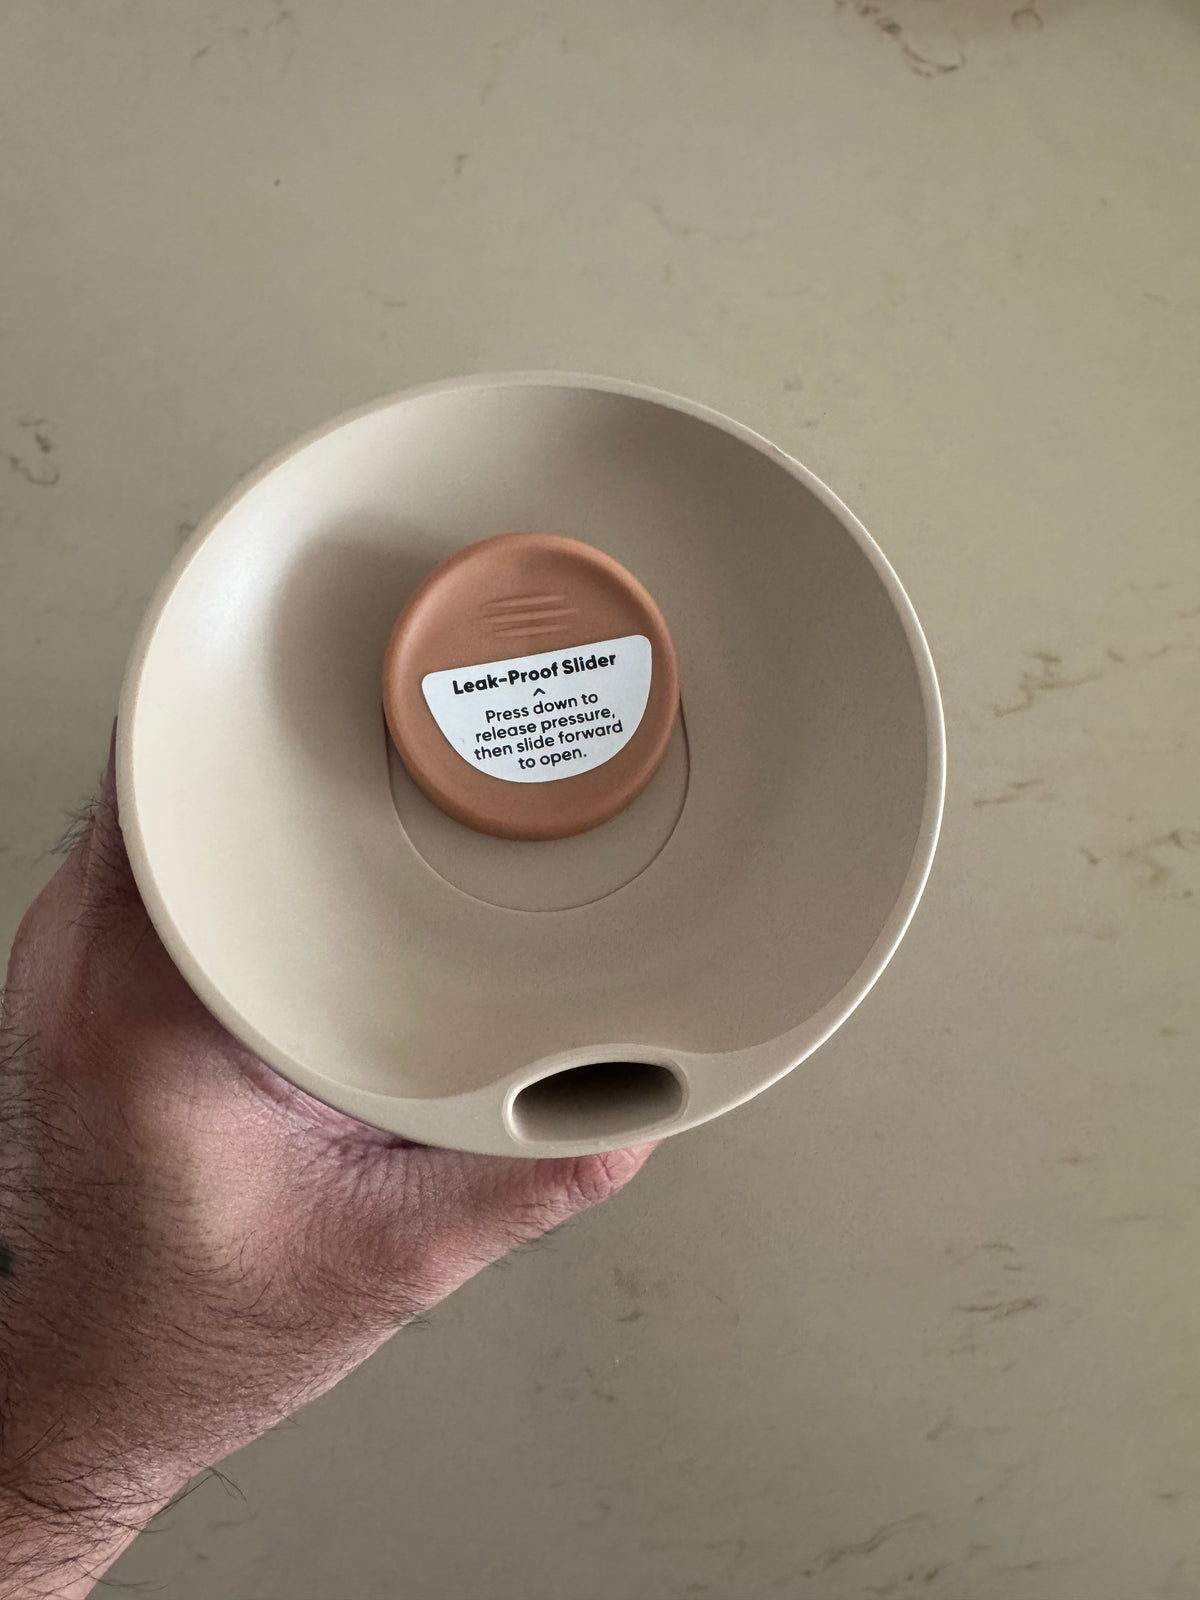 Leak-Proof Slider
^
Press down to
release pressure,
then slide forward
to open.